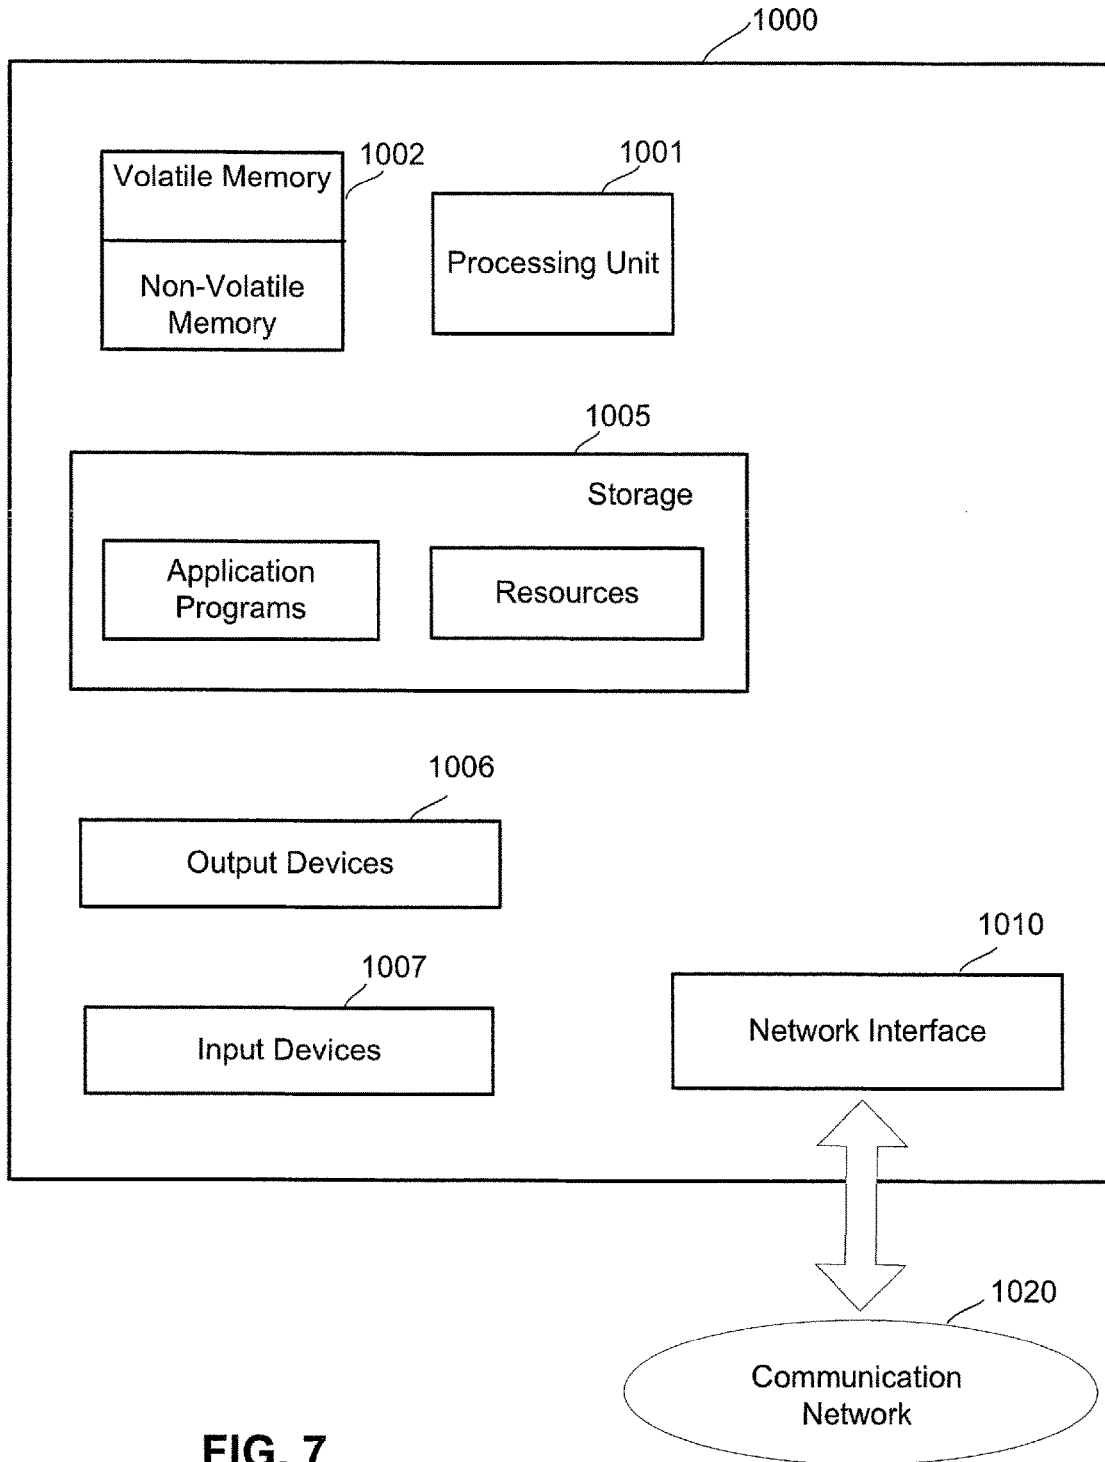 1000
1002
1001
Volatile Memory
Processing Unit
Non-Volatile
Memory
1005
Storage
Application
Programs
Resources
1006
Output Devices
1010
1007
Network Interface
Input Devices
1020
Communication
Network
FIG. 7